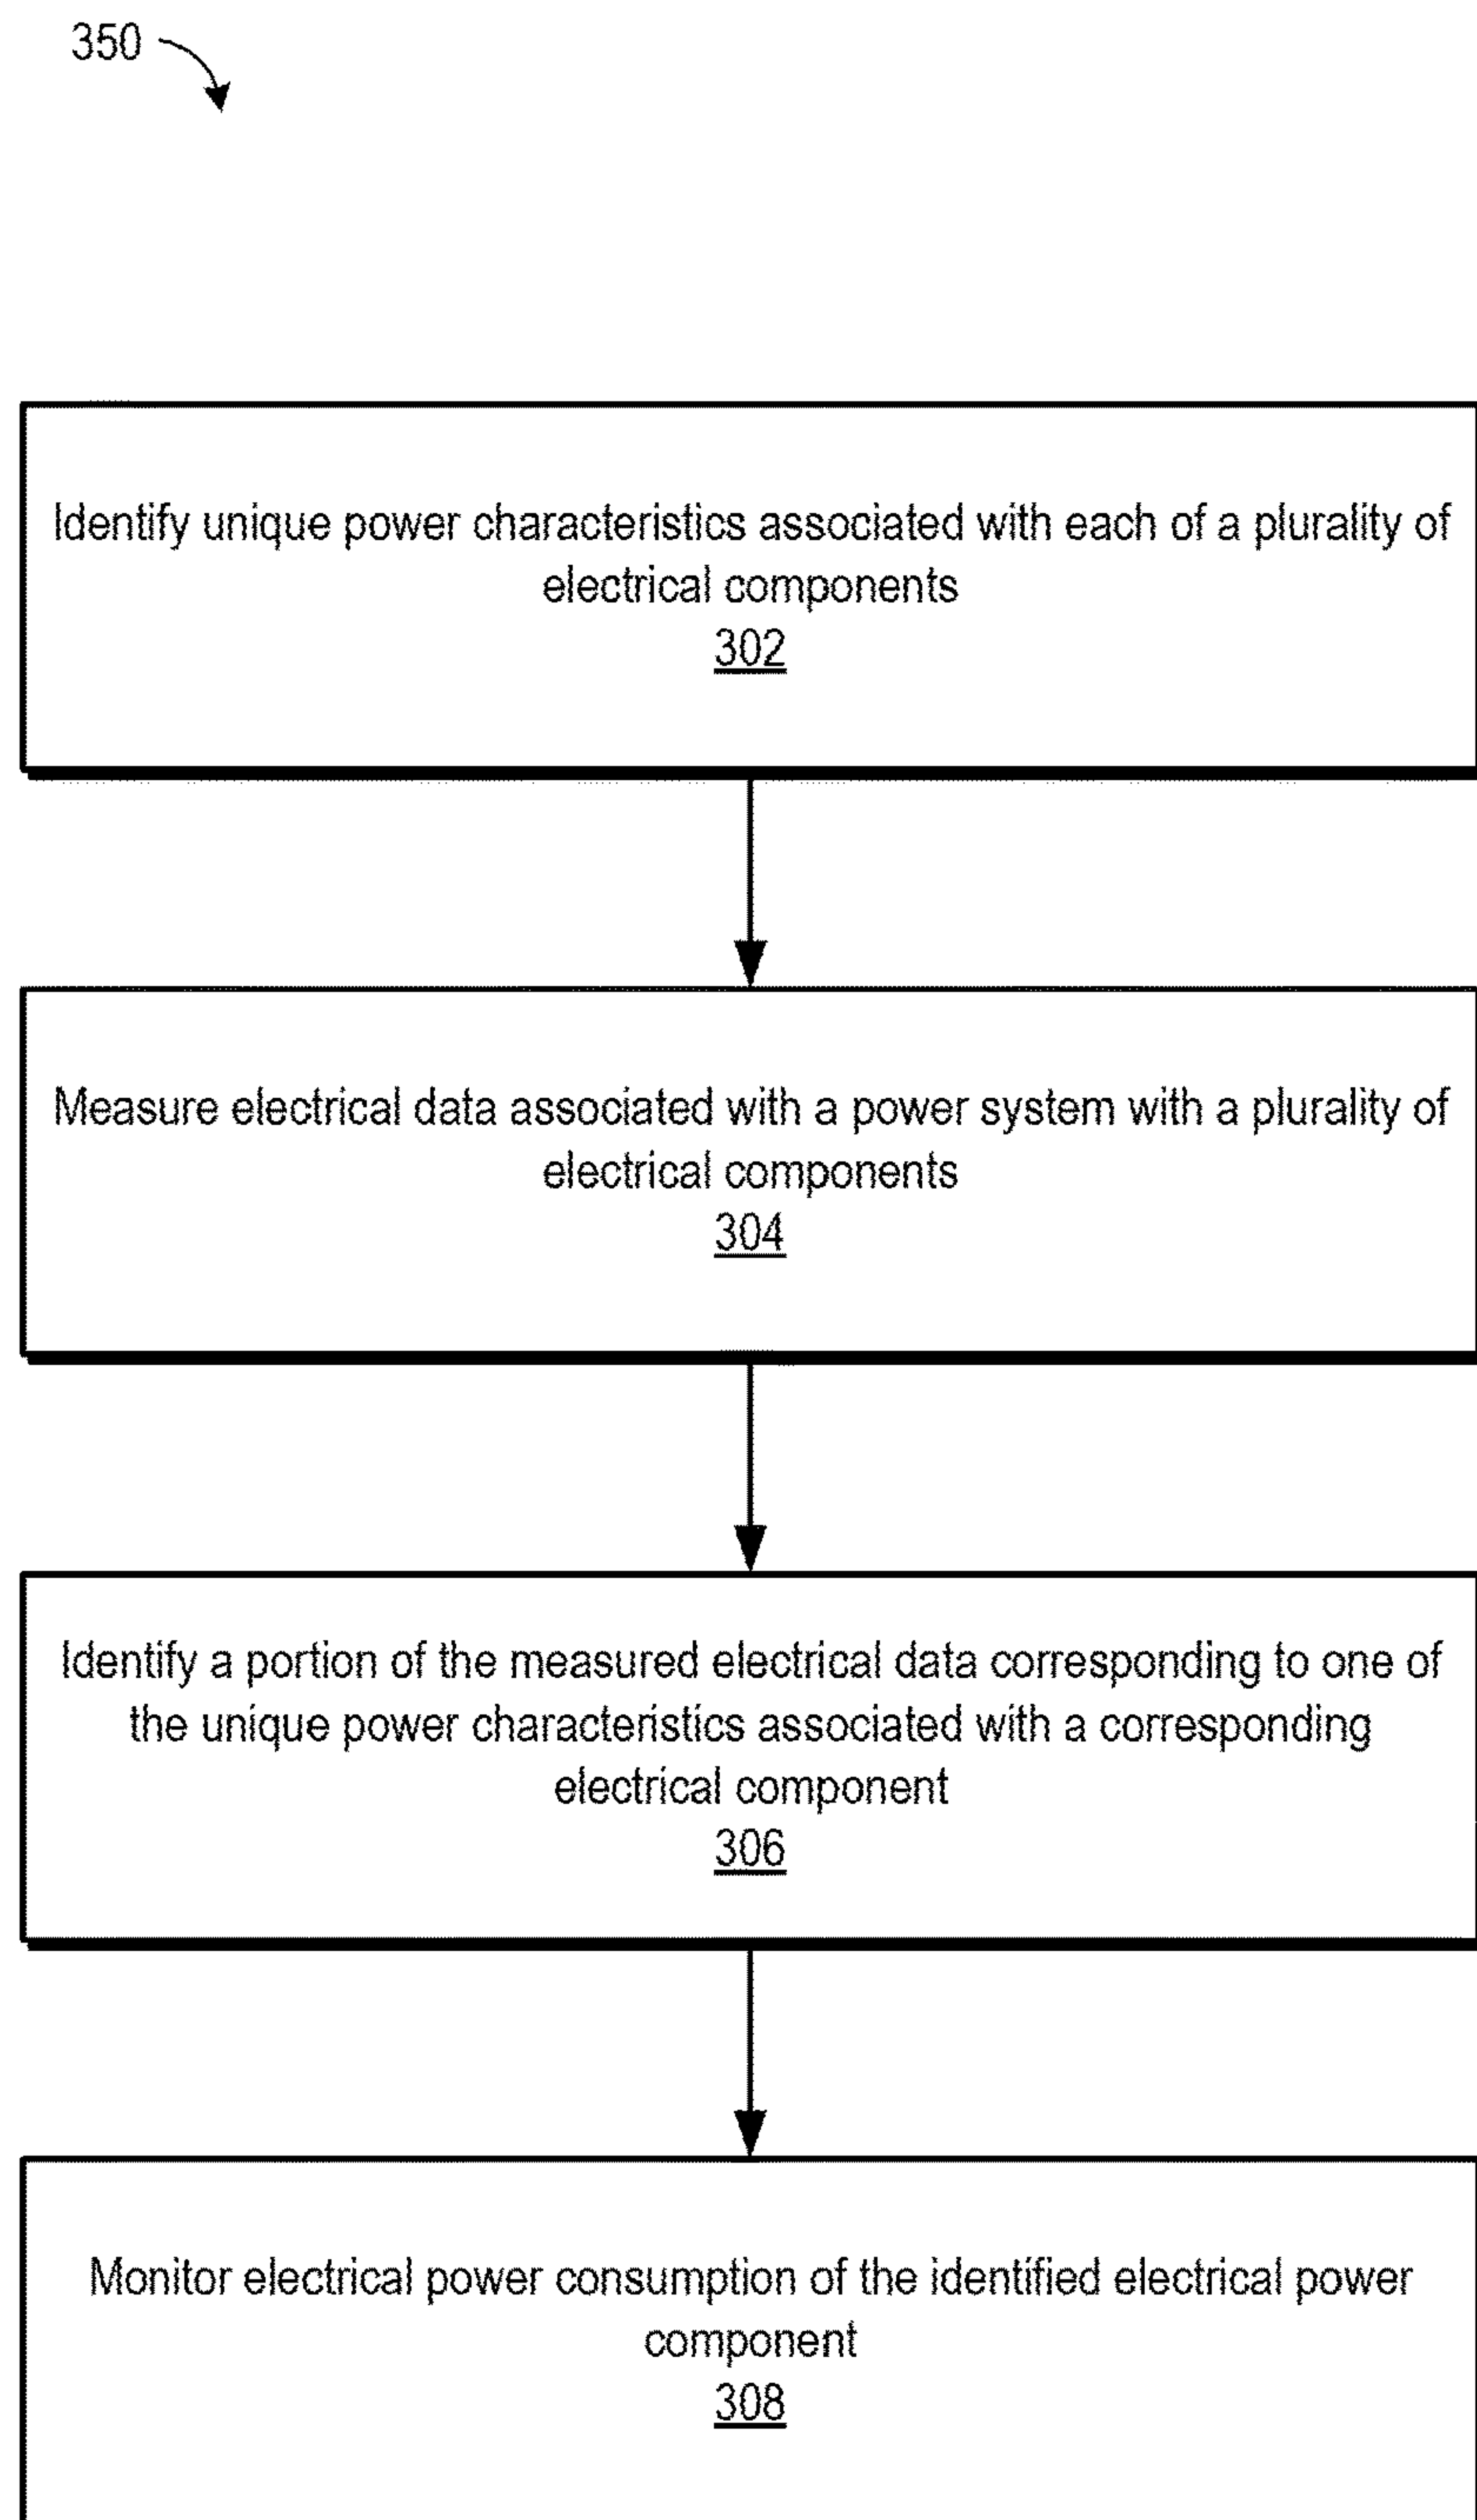 350
Identify unique power characteristics associated with each of a plurality of
electrical components
302
Measure electrical data associated with a power system with a plurality of
electrical components
304
Identify a portion of the measured electrical data corresponding to one of
the unique power characteristics associated with a corresponding
electrical component
306
Monitor electrical power consumption of the identified electrical power
component
308